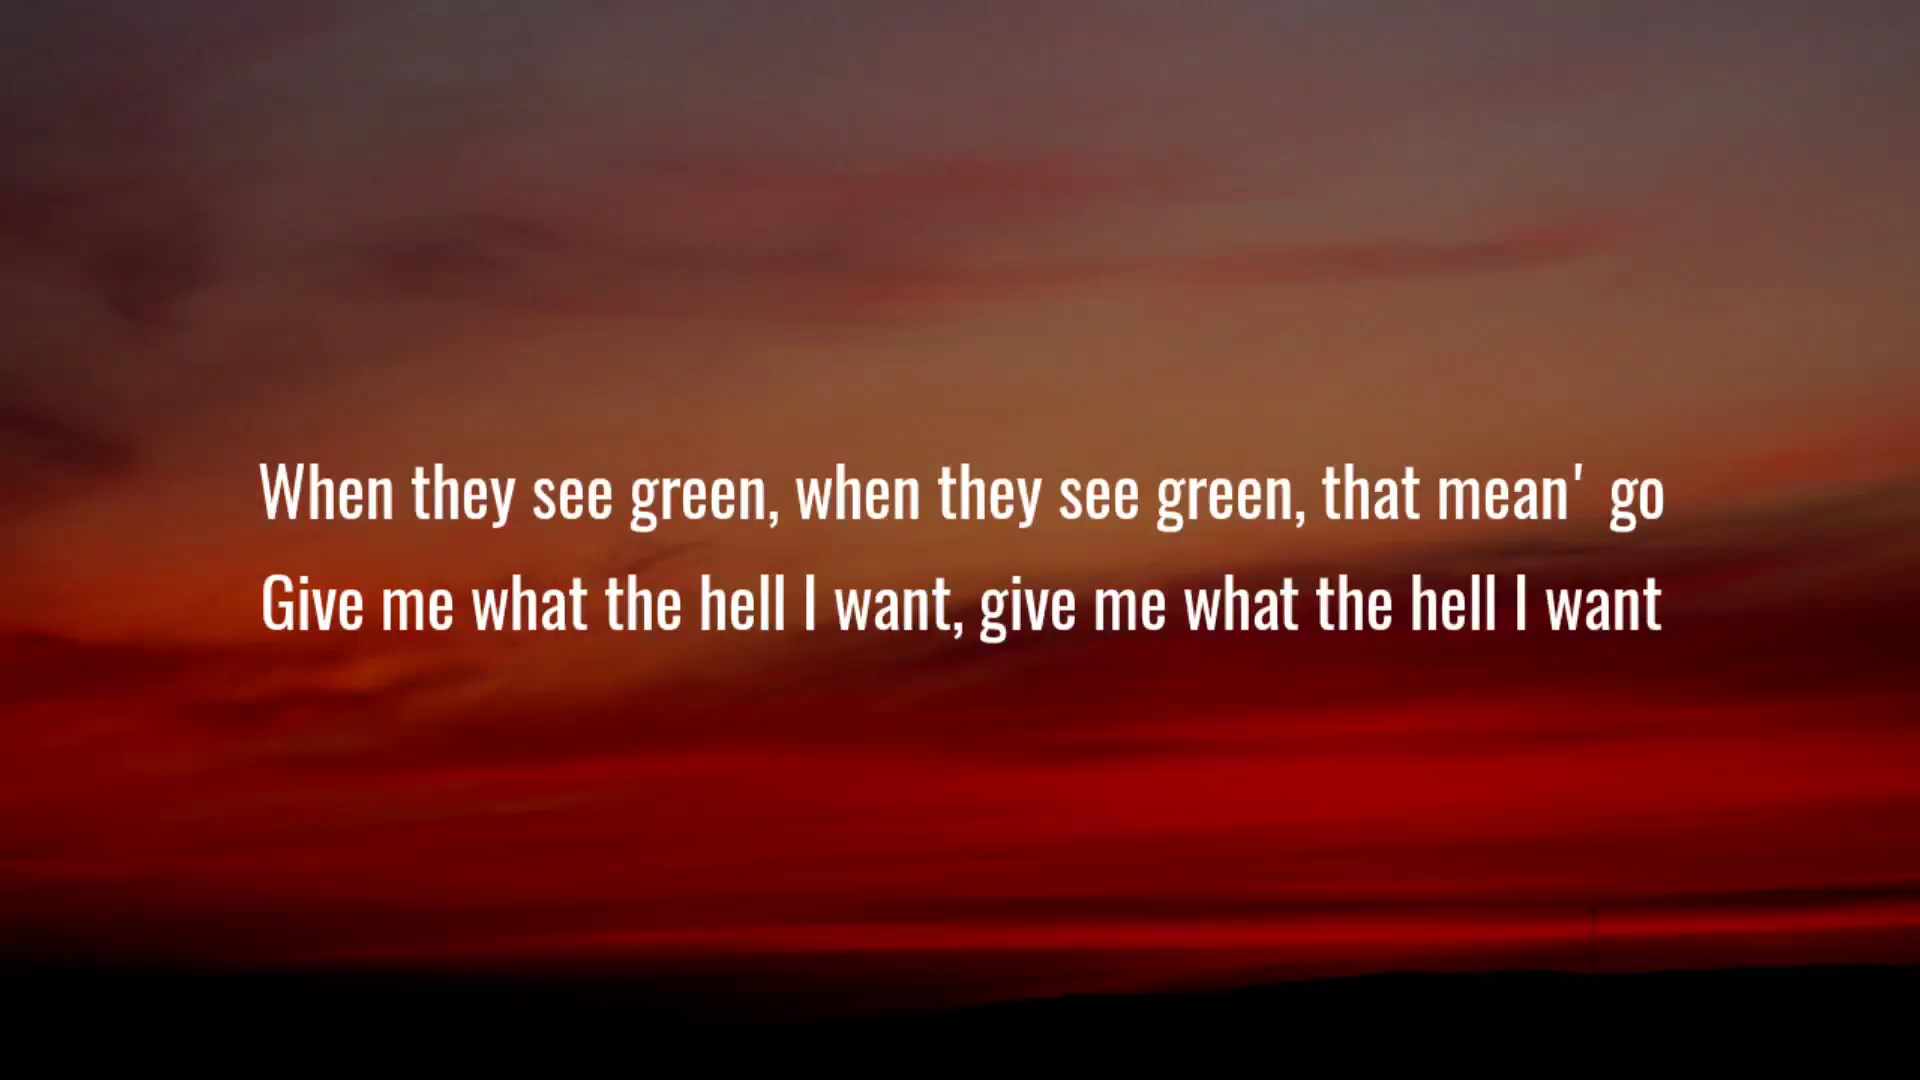 When they see green, when they see green, that mean' go
Give me what the hell I want, give me what the hell I want